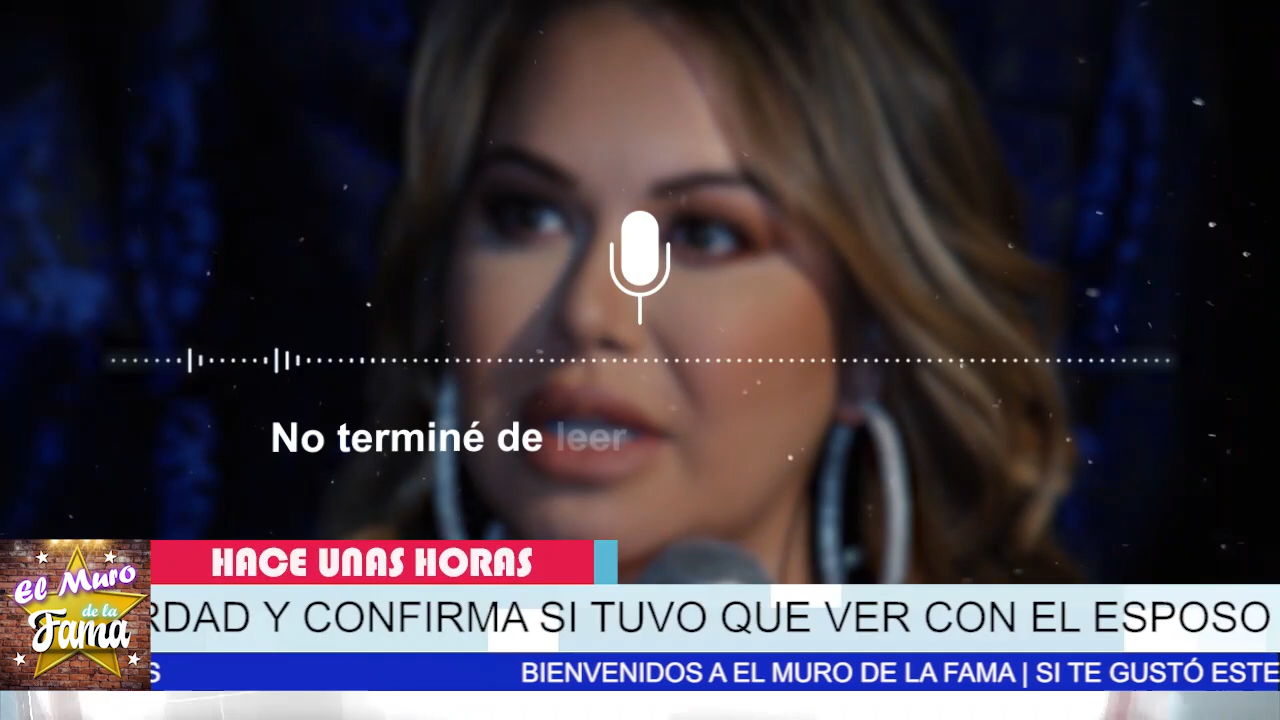 No terminé de leer
HACE UNAS HORAS
El Muro
de la
Fama
RDAD Y CONFIRMA SI TUVO QUE VER CON EL ESPOSO
S
BIENVENIDOS A EL MURO DE LA FAMA | SI TE GUSTÓ ESTE